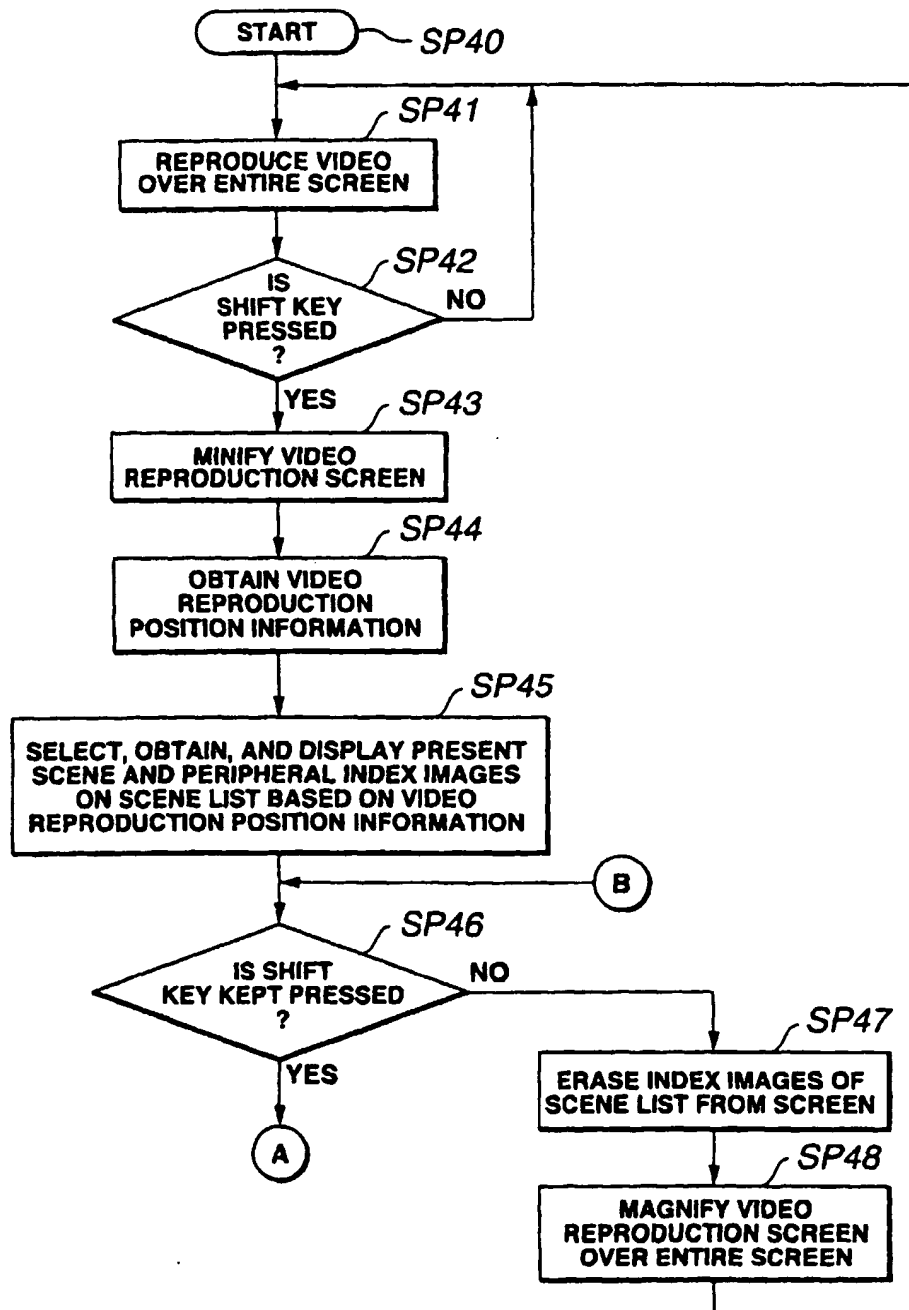 START
SP40
SP41
REPRODUCE VIDEO
OVER ENTIRE SCREEN
SP42
IS
SHIFT KEY
PRESSED
?
NO
YES
SP43
MINIFY VIDEO
REPRODUCTION SCREEN
SP44
OBTAIN VIDEO
REPRODUCTION
POSITION INFORMATION
SP45
SELECT, OBTAIN, AND DISPLAY PRESENT
SCENE AND PERIPHERAL INDEX IMAGES
ON SCENE LIST BASED ON VIDEO
REPRODUCTION POSITION INFORMATION
B
SP46
IS SHIFT
KEY KEPT PRESSED
?
NO
YES
A
SP47
ERASE INDEX IMAGES OF
SCENE LIST FROM SCREEN
SP48
MAGNIFY VIDEO
REPRODUCTION SCREEN
OVER ENTIRE SCREEN